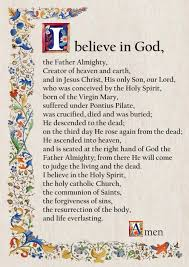 I believe in God,
the Father Almighty,
Creator of heaven and earth,
and in Jesus Christ, His only Son, our Lord,
who was conceived by the Holy Spirit,
born of the Virgin Mary,
suffered under Pontius Pilate,
was crucified, died and was buried;
He descended to the dead;
on the third day He rose again from the dead;
He ascended into heaven,
and is seated at the right hand of God the
Father Almighty; from there He will come
to judge the living and the dead.
I believe in the Holy Spirit,
the holy Catholic Church,
the communion of Saints,
the forgiveness of sins,
the resurrection of the body,
and life everlasting.
Amen